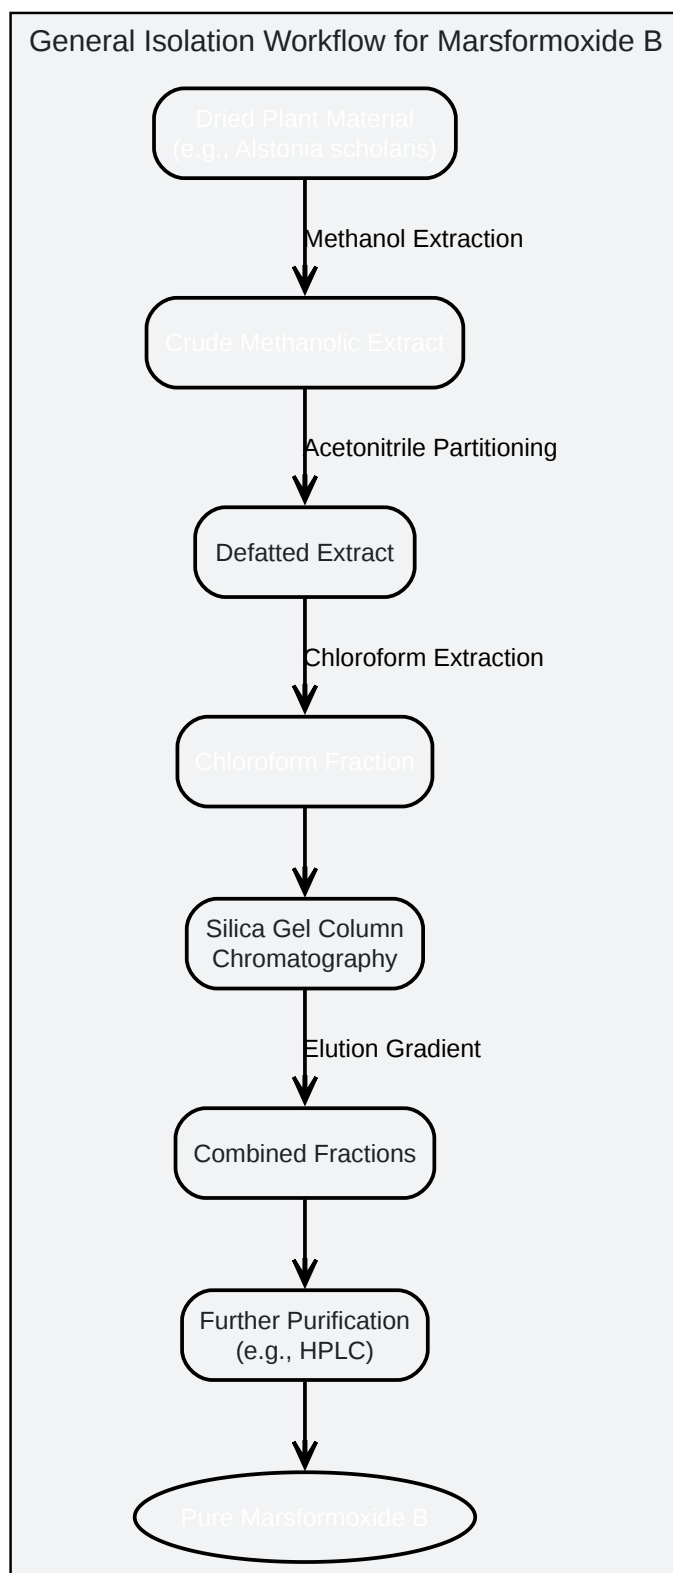 General Isolation Workflow for Marsformoxide B
Dried Plant Material
(e.g., Alstonia scholaris)
Methanol Extraction
Crude Methanolic Extract
Acetonitrile Partitioning
Defatted Extract
Chloroform Extraction
Chloroform Fraction
Silica Gel Column
Chromatography
Elution Gradient
Combined Fractions
Further Purification
(e.g., HPLC)
Pure Marsformoxide B